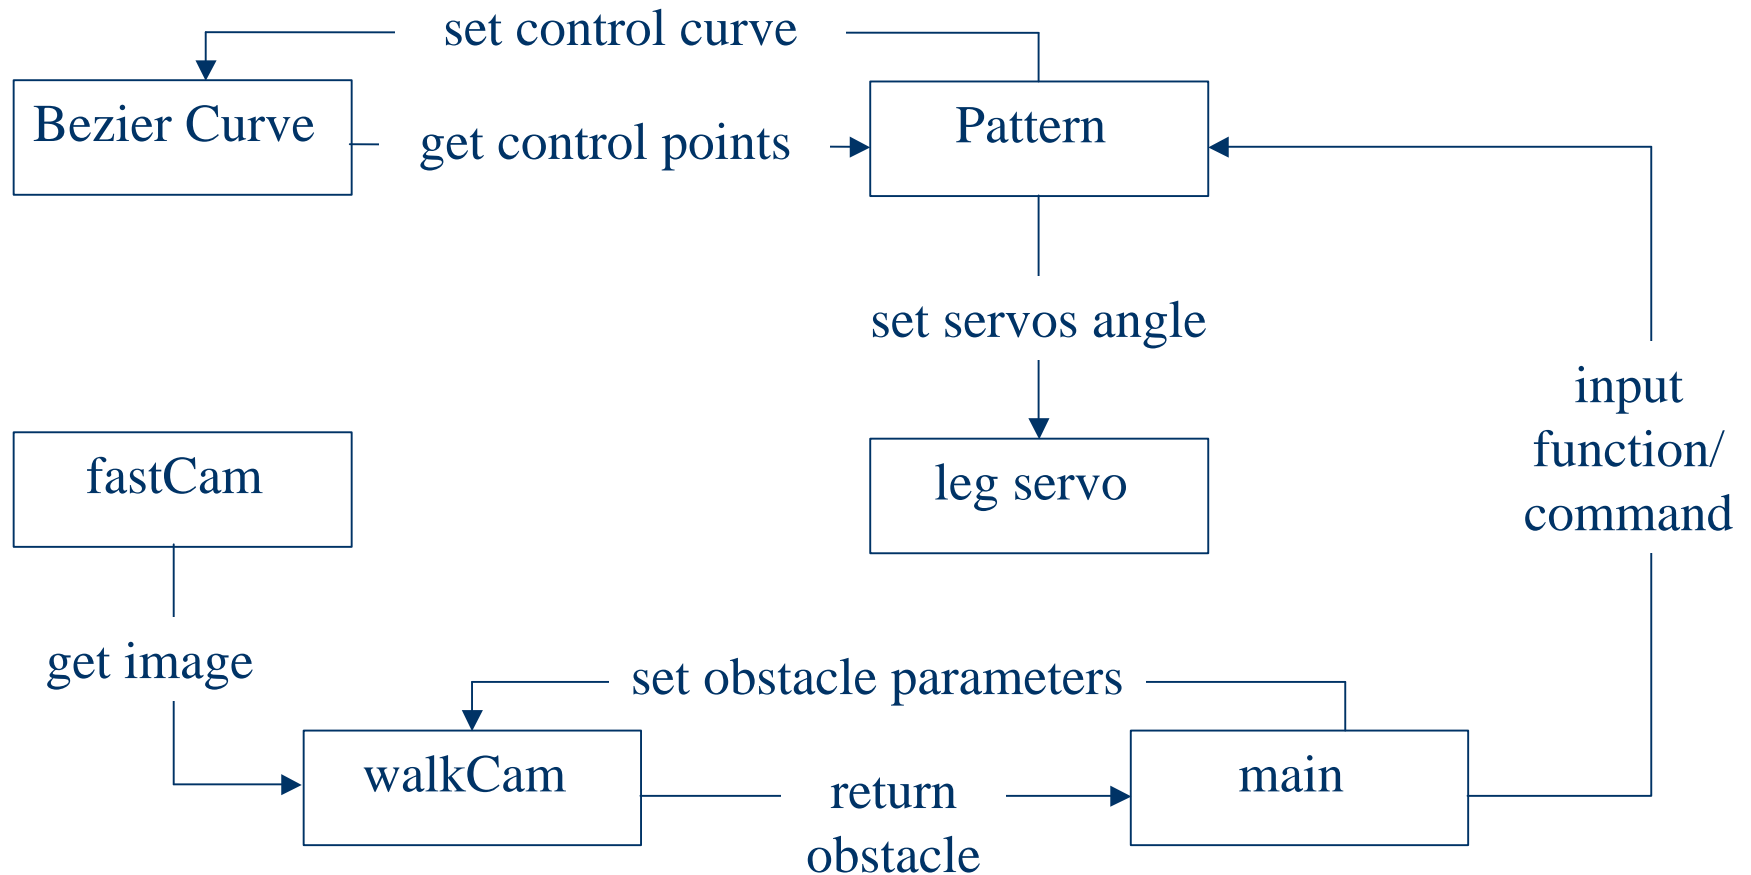 set control curve
Bezier Curve
get control points
Pattern
set servos angle
input
function/
command
fastCam
leg servo
get image
set obstacle parameters
walkCam
return
obstacle
main